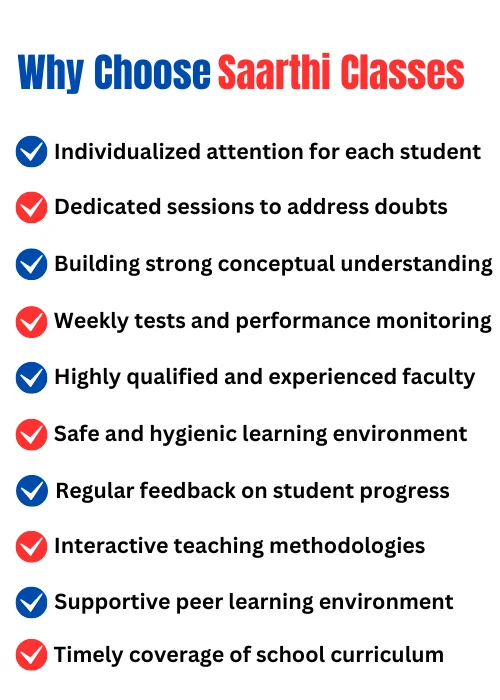 Why Choose Saarthi Classes
Individualized attention for each student
Dedicated sessions to address doubts
Building strong conceptual understanding
Weekly tests and performance monitoring
Highly qualified and experienced faculty
Safe and hygienic learning environment
Regular feedback on student progress
Interactive teaching methodologies
Supportive peer learning environment
Timely coverage of school curriculum